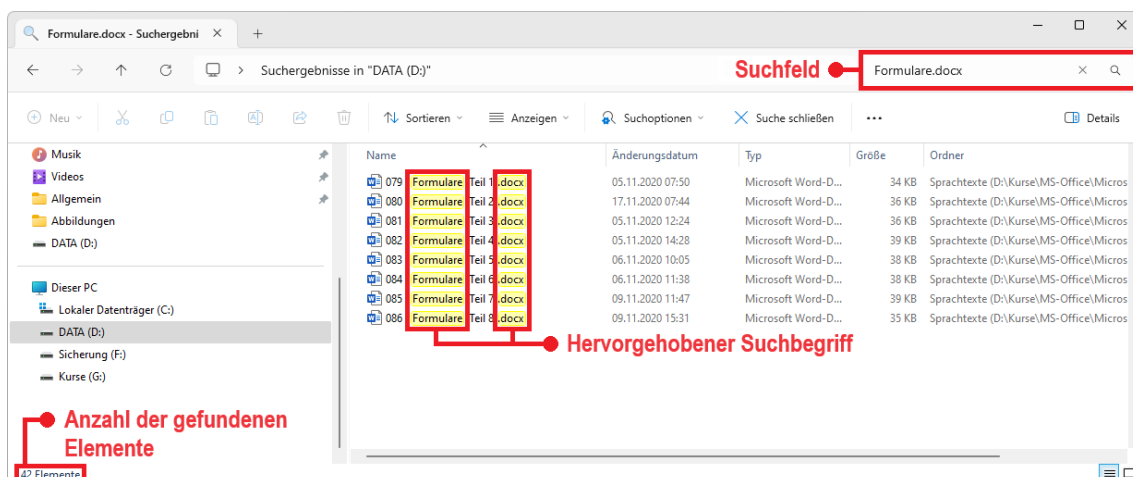 Formulare.docx - Suchergebni
Suchergebnisse in "DATA (D:)"
Suchfeld
Formulare.docx
Neu
Sortieren
Anzeigen
Suchoptionen
Suche schließen
Details
Musik
Videos
Allgemein
Abbildungen
DATA (D:)
Dieser PC
Lokaler Datenträger (C:)
DATA (D:)
Sicherung (F:)
Kurse (G:)
Name Änderungsdatum Typ Größe Ordner
079 Formulare Teil 1.docx 05.11.2020 07:50 Microsoft Word-D... 34 KB Sprachtexte (D:\Kurse\MS-Office\Micros
080 Formulare Teil 2.docx 17.11.2020 07:44 Microsoft Word-D... 36 KB Sprachtexte (D:\Kurse\MS-Office\Micros
081 Formulare Teil 3.docx 05.11.2020 12:24 Microsoft Word-D... 36 KB Sprachtexte (D:\Kurse\MS-Office\Micros
082 Formulare Teil 4.docx 05.11.2020 14:28 Microsoft Word-D... 39 KB Sprachtexte (D:\Kurse\MS-Office\Micros
083 Formulare Teil 5.docx 06.11.2020 10:05 Microsoft Word-D... 38 KB Sprachtexte (D:\Kurse\MS-Office\Micros
084 Formulare Teil 6.docx 06.11.2020 11:38 Microsoft Word-D... 38 KB Sprachtexte (D:\Kurse\MS-Office\Micros
085 Formulare Teil 7.docx 09.11.2020 11:47 Microsoft Word-D... 39 KB Sprachtexte (D:\Kurse\MS-Office\Micros
086 Formulare Teil 8.docx 09.11.2020 15:31 Microsoft Word-D... 35 KB Sprachtexte (D:\Kurse\MS-Office\Micros
Hervorgehobener Suchbegriff
Anzahl der gefundenen
Elemente
42 Elemente